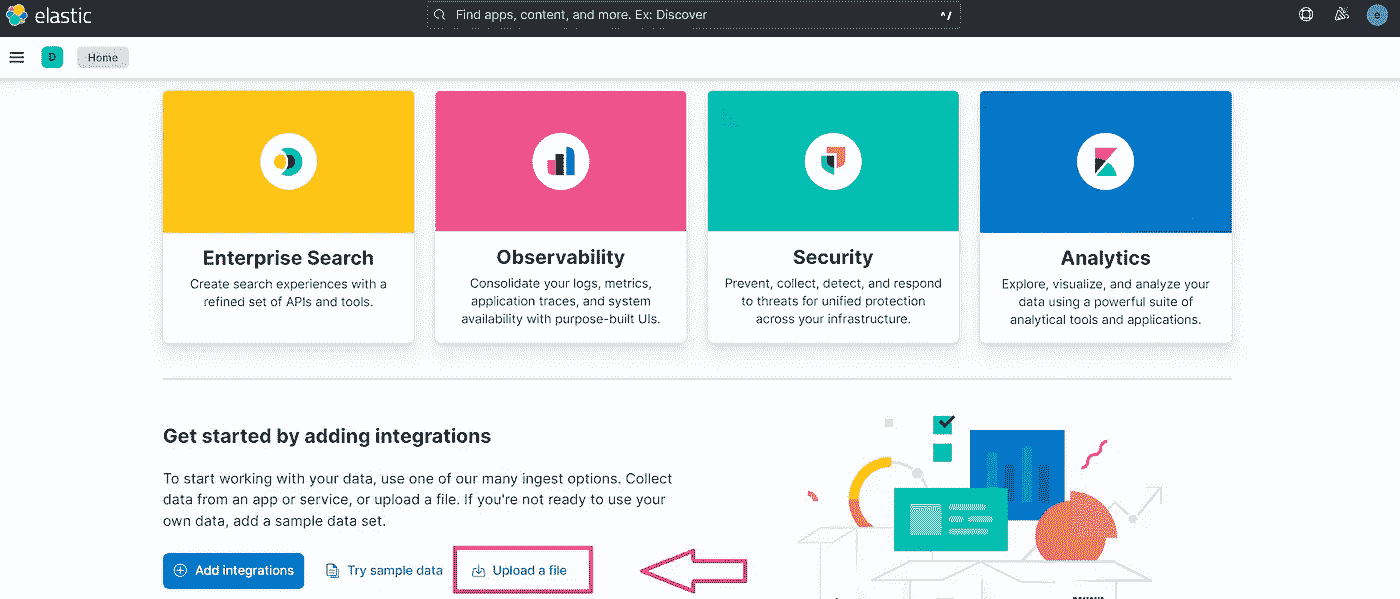 elastic
Find apps, content, and more. Ex: Discover
^/
D
Home
e
Enterprise Search
Create search experiences with a
refined set of APIs and tools.
Observability
Consolidate your logs, metrics,
application traces, and system
availability with purpose-built UIs.
Security
Prevent, collect, detect, and respond
to threats for unified protection
across your infrastructure.
Analytics
Explore, visualize, and analyze your
data using a powerful suite of
analytical tools and applications.
Get started by adding integrations
To start working with your data, use one of our many ingest options. Collect
data from an app or service, or upload a file. If you're not ready to use your
own data, add a sample data set.
Add integrations
Try sample data
Upload a file